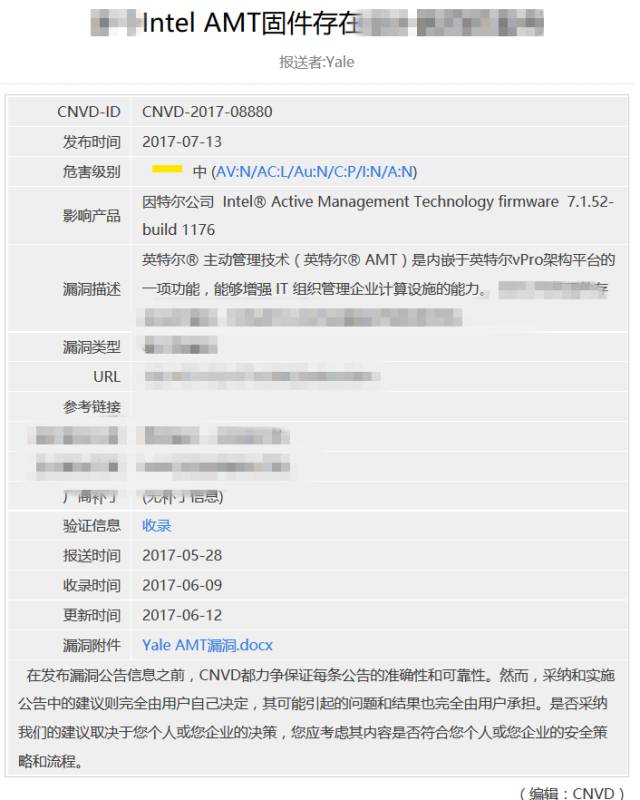 Intel AMT固件存在
报送者:Yale
CNVD-ID CNVD-2017-08880
发布时间 2017-07-13
危害级别 中 (AV:N/AC:L/Au:N/C:P/I:N/A:N)
影响产品 因特尔公司 Intel® Active Management Technology firmware 7.1.52-
build 1176
英特尔® 主动管理技术（英特尔® AMT）是内嵌于英特尔vPro架构平台的
漏洞描述 一项功能，能够增强 IT 组织管理企业计算设施的能力。
漏洞类型
URL
参考链接
厂商补丁 (无补丁信息)
验证信息 收录
报送时间 2017-05-28
收录时间 2017-06-09
更新时间 2017-06-12
漏洞附件 Yale AMT漏洞.docx
在发布漏洞公告信息之前，CNVD都力争保证每条公告的准确性和可靠性。然而，采纳和实施
公告中的建议则完全由用户自己决定，其可能引起的问题和结果也完全由用户承担。是否采纳
我们的建议取决于您个人或您企业的决策，您应考虑其内容是否符合您个人或您企业的安全策
略和流程。
（编辑：CNVD）